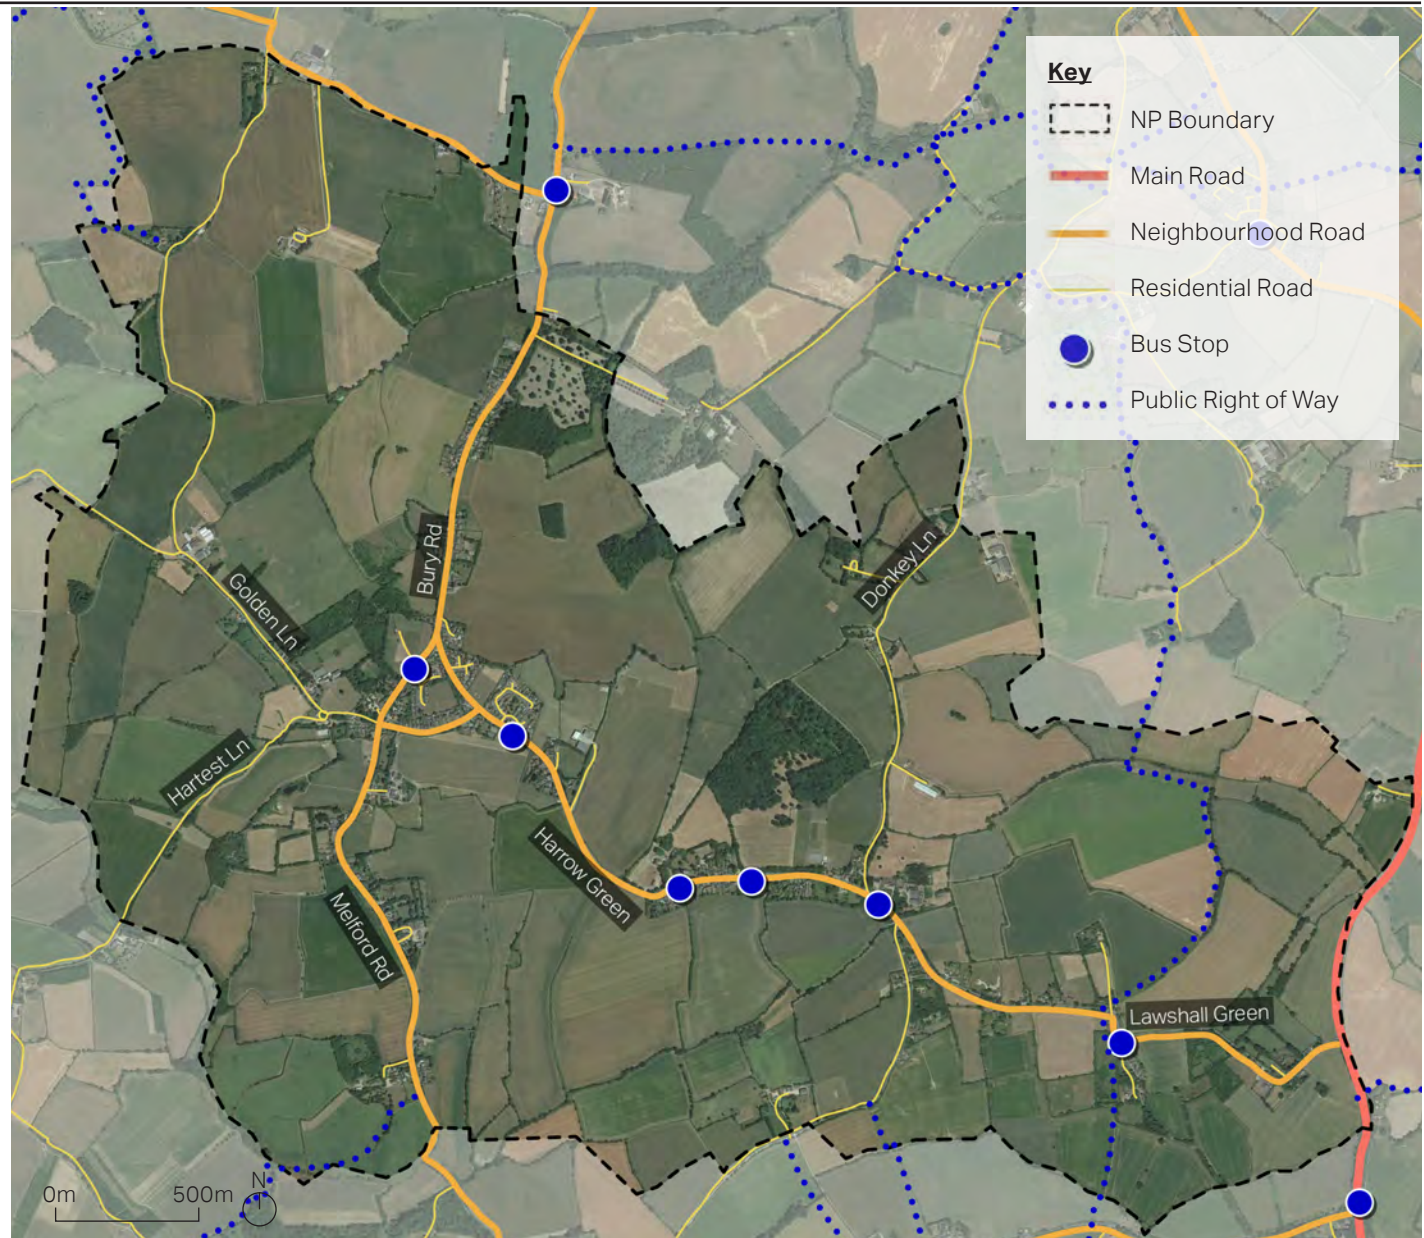 Key
NP Boundary
Main Road
Neighbourhood Road
Residential Road
Bus Stop
Public Right of Way
Bury Rd
Donkey Ln
Golden Ln
Hartest Ln
Harrow Green
Melford Rd
Lawshall Green
0m 500m N